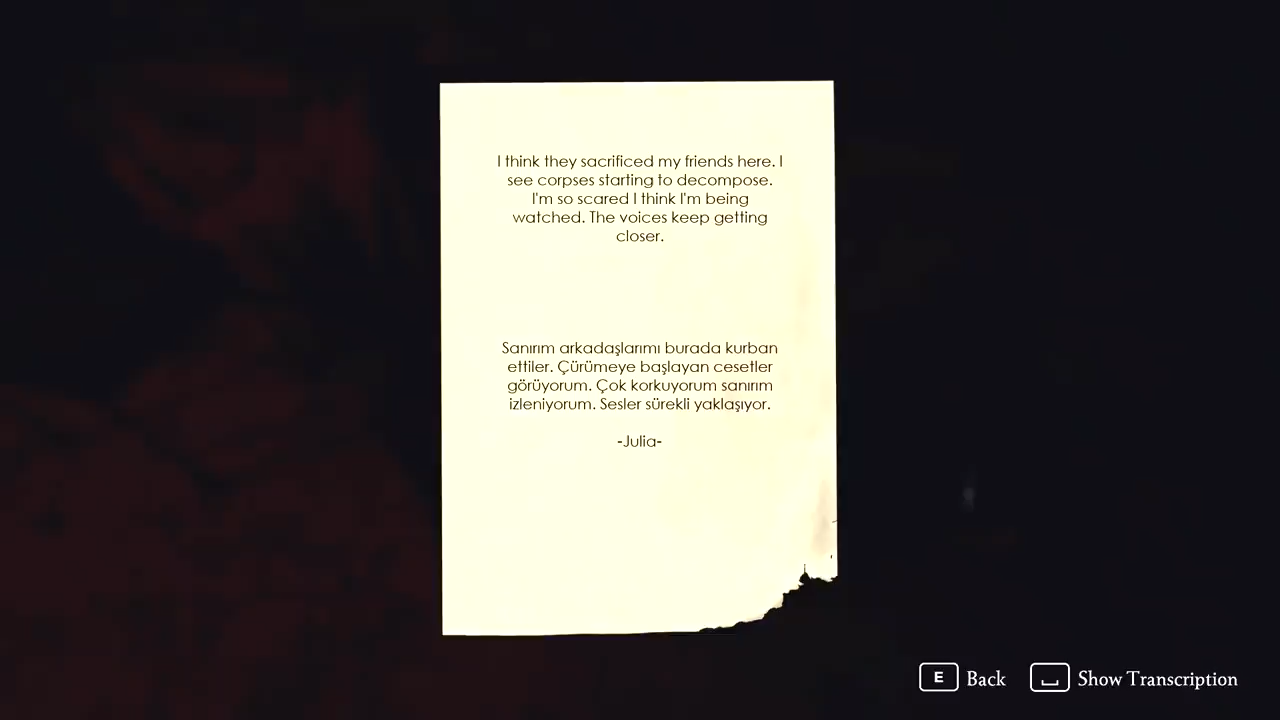 I think they sacrificed my friends here. I
see corpses starting to decompose.
I'm so scared I think I'm being
watched. The voices keep getting
closer.
Sanırım arkadaşlarımı burada kurban
ettiler. Çürümeye başlayan cesetler
görüyorum. Çok korkuyorum sanırım
izleniyorum. Sesler sürekli yaklaşıyor.
-Julia-
E Back Show Transcription